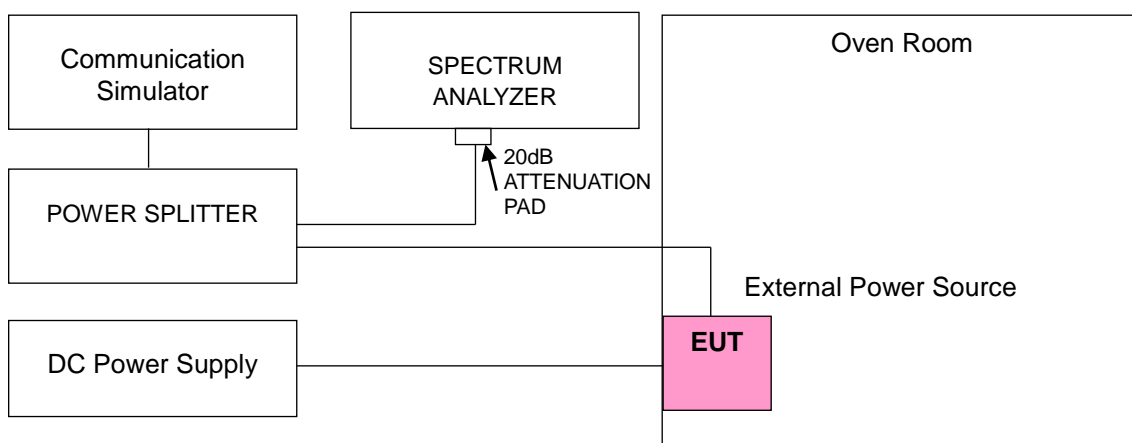 Communication
Simulator
SPECTRUM
ANALYZER
Oven Room
20dB
ATTENUATION
PAD
POWER SPLITTER
External Power Source
EUT
DC Power Supply